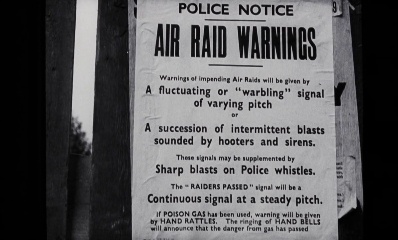 POLICE NOTICE
AIR RAID WARNINGS
Warnings of impending Air Raids will be given by
A fluctuating or "warbling" signal
of varying pitch
or
A succession of intermittent blasts
sounded by hooters and sirens.
These signals may be supplemented by
Sharp blasts on Police whistles.
The "RAIDERS PASSED" signal will be a
Continuous signal at a steady pitch.
If POISON GAS has been used, warning will be given
by HAND RATTLES. The ringing of HAND BELLS
will announce that the danger from gas has passed